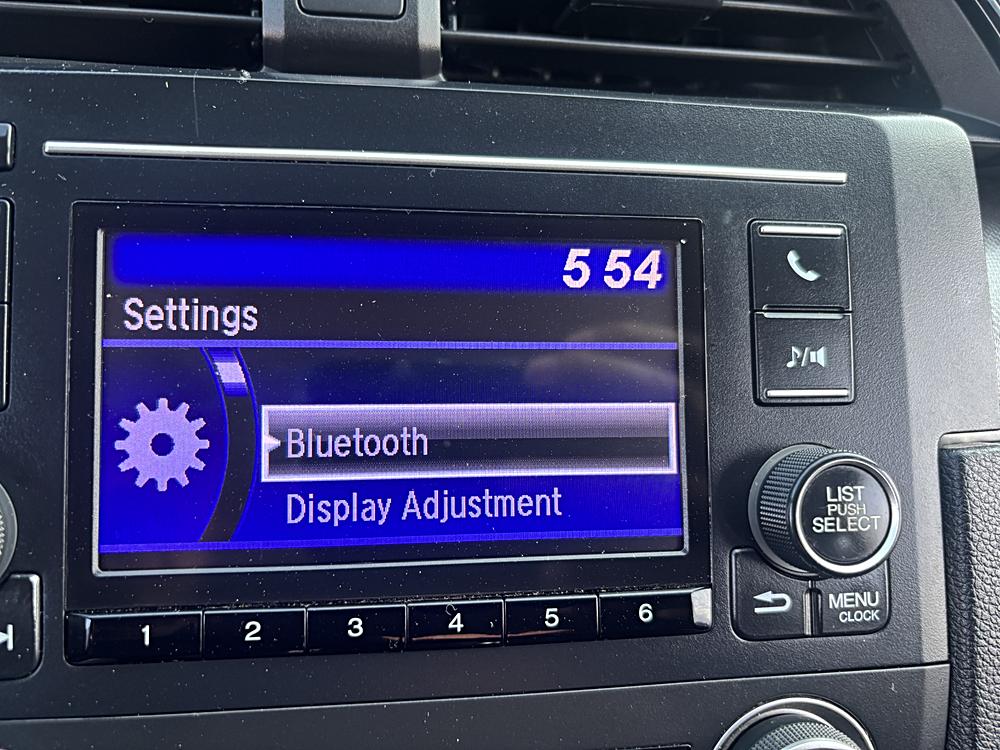 5 54
Settings
Bluetooth
Display Adjustment
LIST
PUSH
SELECT
MENU
CLOCK
1 2 3 4 5 6